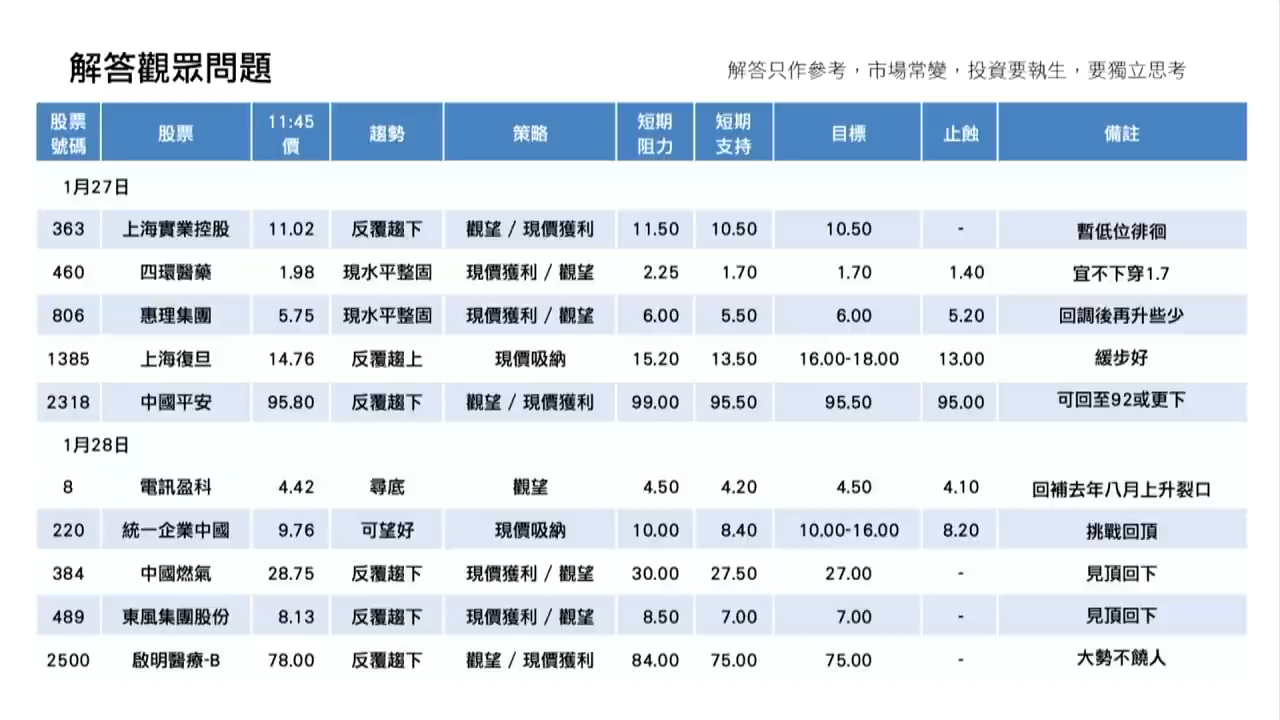 解答觀眾問題
解答只作參考，市場常變，投資要執生，要獨立思考
股票號碼 股票 11:45價 趨勢 策略 短期阻力 短期支持 目標 止蝕 備註
1月27日
363 上海實業控股 11.02 反覆趨下 觀望 / 現價獲利 11.50 10.50 10.50 - 暫低位徘徊
460 四環醫藥 1.98 現水平整固 現價獲利 / 觀望 2.25 1.70 1.70 1.40 宜不下穿1.7
806 惠理集團 5.75 現水平整固 現價獲利 / 觀望 6.00 5.50 6.00 5.20 回調後再升些少
1385 上海復旦 14.76 反覆趨上 現價吸納 15.20 13.50 16.00-18.00 13.00 緩步好
2318 中國平安 95.80 反覆趨下 觀望 / 現價獲利 99.00 95.50 95.50 95.00 可回至92或更下
1月28日
8 電訊盈科 4.42 尋底 觀望 4.50 4.20 4.50 4.10 回補去年八月上升裂口
220 統一企業中國 9.76 可望好 現價吸納 10.00 8.40 10.00-16.00 8.20 挑戰回頂
384 中國燃氣 28.75 反覆趨下 現價獲利 / 觀望 30.00 27.50 27.00 - 見頂回下
489 東風集團股份 8.13 反覆趨下 現價獲利 / 觀望 8.50 7.00 7.00 - 見頂回下
2500 啟明醫療-B 78.00 反覆趨下 觀望 / 現價獲利 84.00 75.00 75.00 - 大勢不饒人